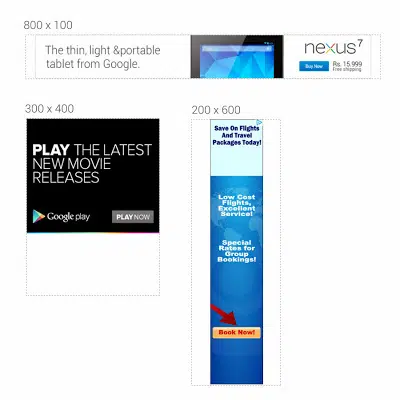 800 x 100
The thin, light &portable
tablet from Google.
nexus 7
Buy Now
Rs. 15,999
Free shipping
300 x 400
PLAY THE LATEST
NEW MOVIE
RELEASES
Google play
PLAY NOW
200 x 600
Save On Flights
And Travel
Packages Today!
Low Cost
Flights,
Excellent
Service!
Special
Rates for
Group
Bookings!
Book Now!